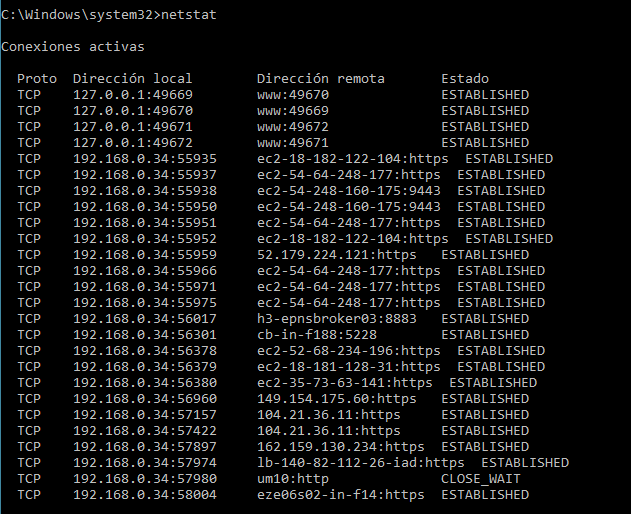 C:\Windows\system32>netstat
Conexiones activas
Proto  Dirección local        Dirección remota       Estado
TCP    127.0.0.1:49669        www:49670              ESTABLISHED
TCP    127.0.0.1:49670        www:49669              ESTABLISHED
TCP    127.0.0.1:49671        www:49672              ESTABLISHED
TCP    127.0.0.1:49672        www:49671              ESTABLISHED
TCP    192.168.0.34:55935     ec2-18-182-122-104:https  ESTABLISHED
TCP    192.168.0.34:55937     ec2-54-64-248-177:https  ESTABLISHED
TCP    192.168.0.34:55938     ec2-54-248-160-175:9443  ESTABLISHED
TCP    192.168.0.34:55950     ec2-54-248-160-175:9443  ESTABLISHED
TCP    192.168.0.34:55951     ec2-54-64-248-177:https  ESTABLISHED
TCP    192.168.0.34:55952     ec2-18-182-122-104:https  ESTABLISHED
TCP    192.168.0.34:55959     52.179.224.121:https   ESTABLISHED
TCP    192.168.0.34:55966     ec2-54-64-248-177:https  ESTABLISHED
TCP    192.168.0.34:55971     ec2-54-64-248-177:https  ESTABLISHED
TCP    192.168.0.34:55975     ec2-54-64-248-177:https  ESTABLISHED
TCP    192.168.0.34:56017     h3-epnsbroker03:8883   ESTABLISHED
TCP    192.168.0.34:56301     cb-in-f188:5228        ESTABLISHED
TCP    192.168.0.34:56378     ec2-52-68-234-196:https  ESTABLISHED
TCP    192.168.0.34:56379     ec2-18-181-128-31:https  ESTABLISHED
TCP    192.168.0.34:56380     ec2-35-73-63-141:https  ESTABLISHED
TCP    192.168.0.34:56960     149.154.175.60:https   ESTABLISHED
TCP    192.168.0.34:57157     104.21.36.11:https     ESTABLISHED
TCP    192.168.0.34:57422     104.21.36.11:https     ESTABLISHED
TCP    192.168.0.34:57897     162.159.130.234:https  ESTABLISHED
TCP    192.168.0.34:57974     lb-140-82-112-26-iad:https  ESTABLISHED
TCP    192.168.0.34:57980     um10:http              CLOSE_WAIT
TCP    192.168.0.34:58004     eze06s02-in-f14:https  ESTABLISHED